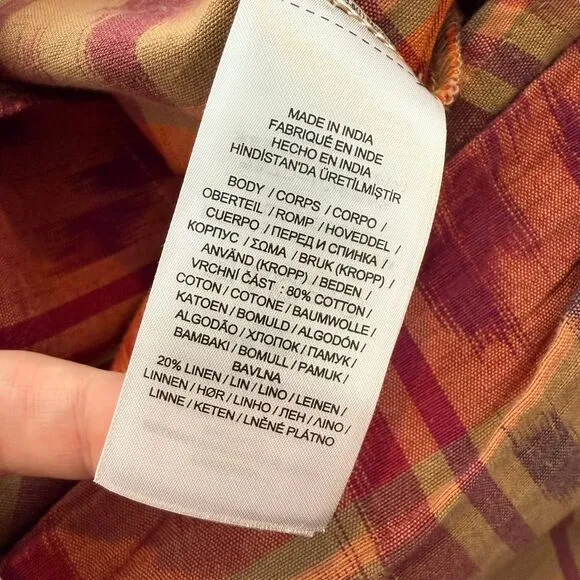 MADE IN INDIA
FABRIQUÉ EN INDE
HECHO EN INDIA
HİNDİSTAN'DA ÜRETİLMİŞTİR
BODY / CORPS / CORPO /
OBERTEIL / ROMP / HOVEDDEL /
CUERPO / ПЕРЕД И СПИНКА /
КОРПУС / ΣΩΜΑ / BRUK (KROPP) /
ANVÄND (KROPP) / BEDEN /
VRCHNÍ ČÁST : 80% COTTON /
COTON / COTONE / BAUMWOLLE /
KATOEN / BOMULD / ALGODÓN /
ALGODÃO / ХЛОПОК / ПАМУК /
BAMBAKI / BOMULL / PAMUK /
BAVLNA
20% LINEN / LIN / LINO / LEINEN /
LINNEN / HØR / LINHO / ЛЕН / ΛΙΝΟ /
LINNE / KETEN / LNĚNÉ PLÁTNO